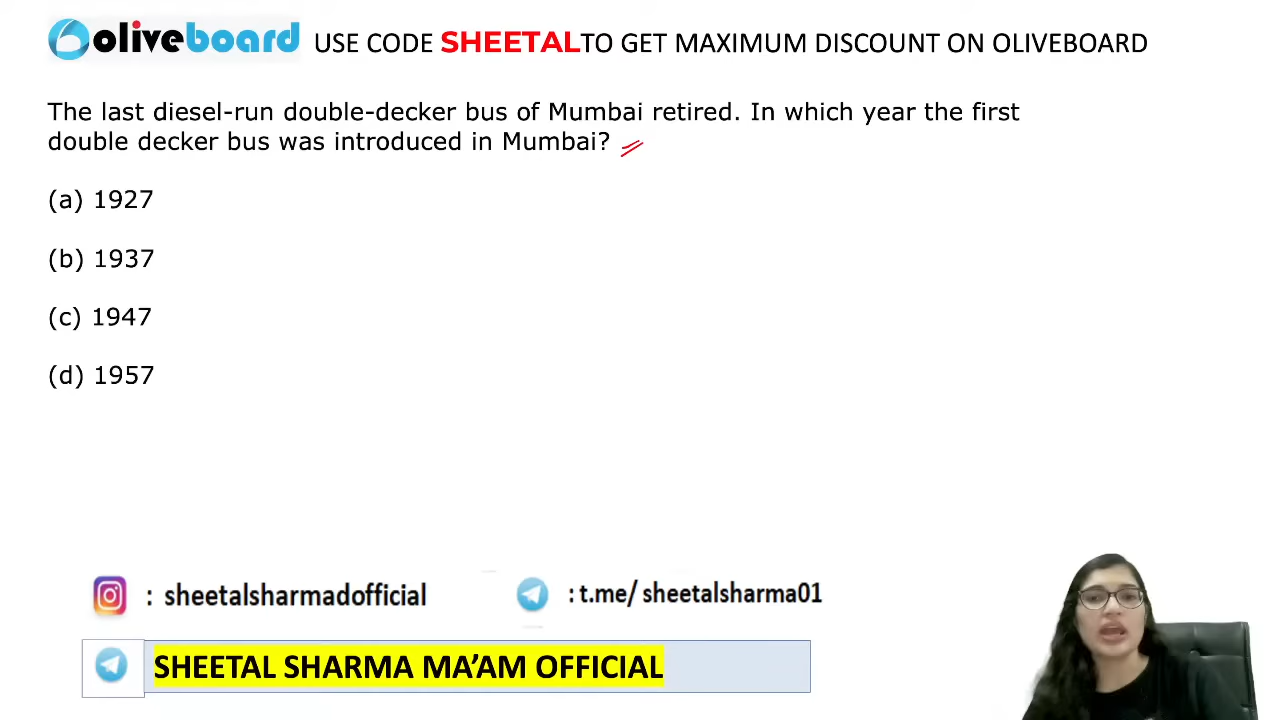 oliveboard USE CODE SHEETALTO GET MAXIMUM DISCOUNT ON OLIVEBOARD
The last diesel-run double-decker bus of Mumbai retired. In which year the first
double decker bus was introduced in Mumbai?
(a) 1927
(b) 1937
(c) 1947
(d) 1957
: sheetalsharmadofficial
: t.me/ sheetalsharma01
SHEETAL SHARMA MA’AM OFFICIAL